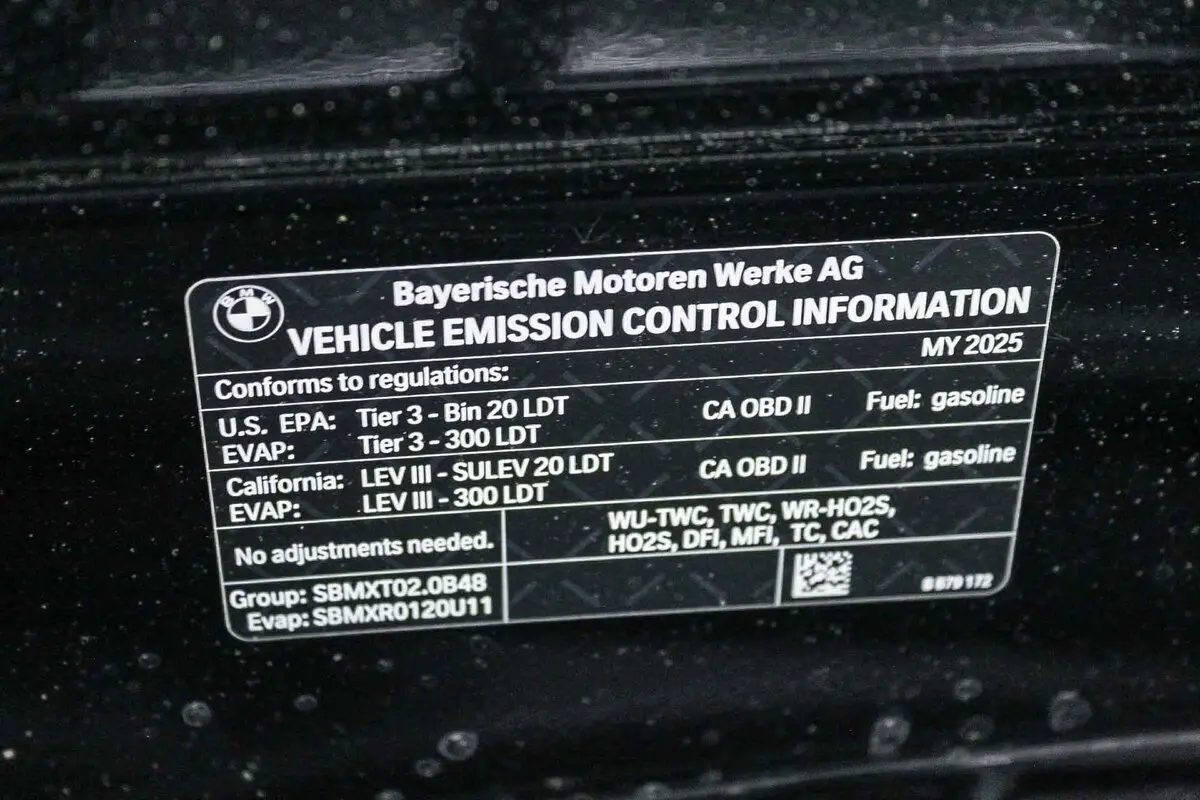 BMW
Bayerische Motoren Werke AG
VEHICLE EMISSION CONTROL INFORMATION
Conforms to regulations: MY 2025
U.S. EPA: Tier 3 - Bin 20 LDT CA OBD II Fuel: gasoline
EVAP: Tier 3 - 300 LDT
California: LEV III - SULEV 20 LDT CA OBD II Fuel: gasoline
EVAP: LEV III - 300 LDT
No adjustments needed. WU-TWC, TWC, WR-HO2S,
HO2S, DFI, MFI, TC, CAC
Group: SBMXT02.0B48
Evap: SBMXR0120U11